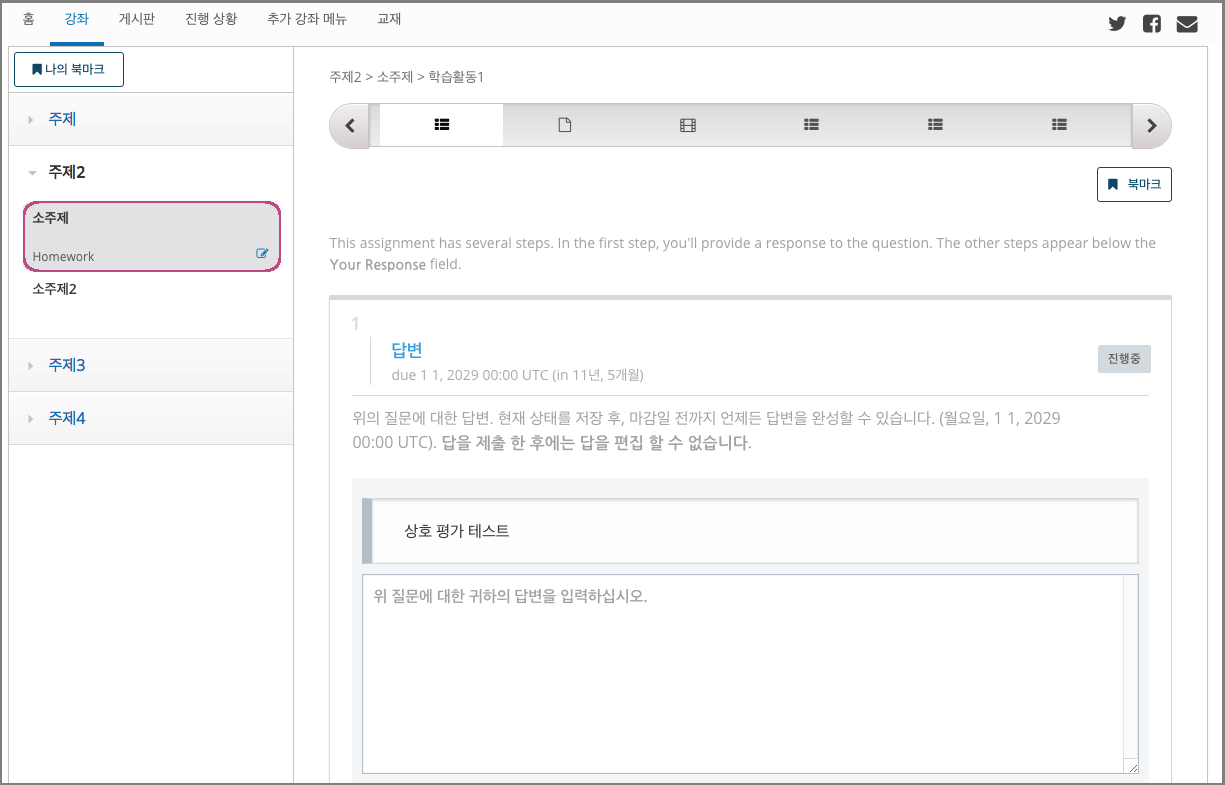 홈 강좌 게시판 진행 상황 추가 강좌 메뉴 교재
나의 북마크
주제
주제2
소주제
Homework
소주제2
주제3
주제4
주제2 > 소주제 > 학습활동1
북마크
This assignment has several steps. In the first step, you'll provide a response to the question. The other steps appear below the
Your Response field.
1
답변
due 1 1, 2029 00:00 UTC (in 11년, 5개월)
진행중
위의 질문에 대한 답변. 현재 상태를 저장 후, 마감일 전까지 언제든 답변을 완성할 수 있습니다. (월요일, 1 1, 2029
00:00 UTC). 답을 제출 한 후에는 답을 편집 할 수 없습니다.
상호 평가 테스트
위 질문에 대한 귀하의 답변을 입력하십시오.